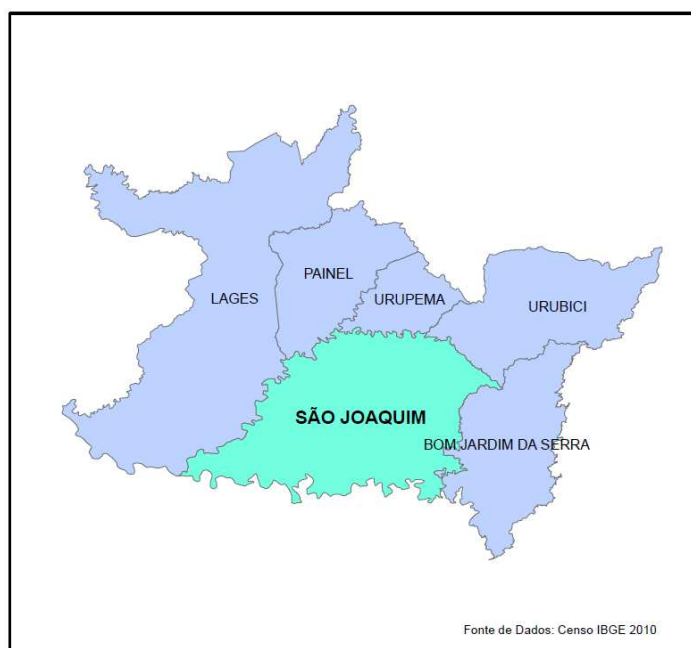 PAINEL
LAGES
URUPEMA
URUBICI
SÃO JOAQUIM
BOM JARDIM DA SERRA
Fonte de Dados: Censo IBGE 2010